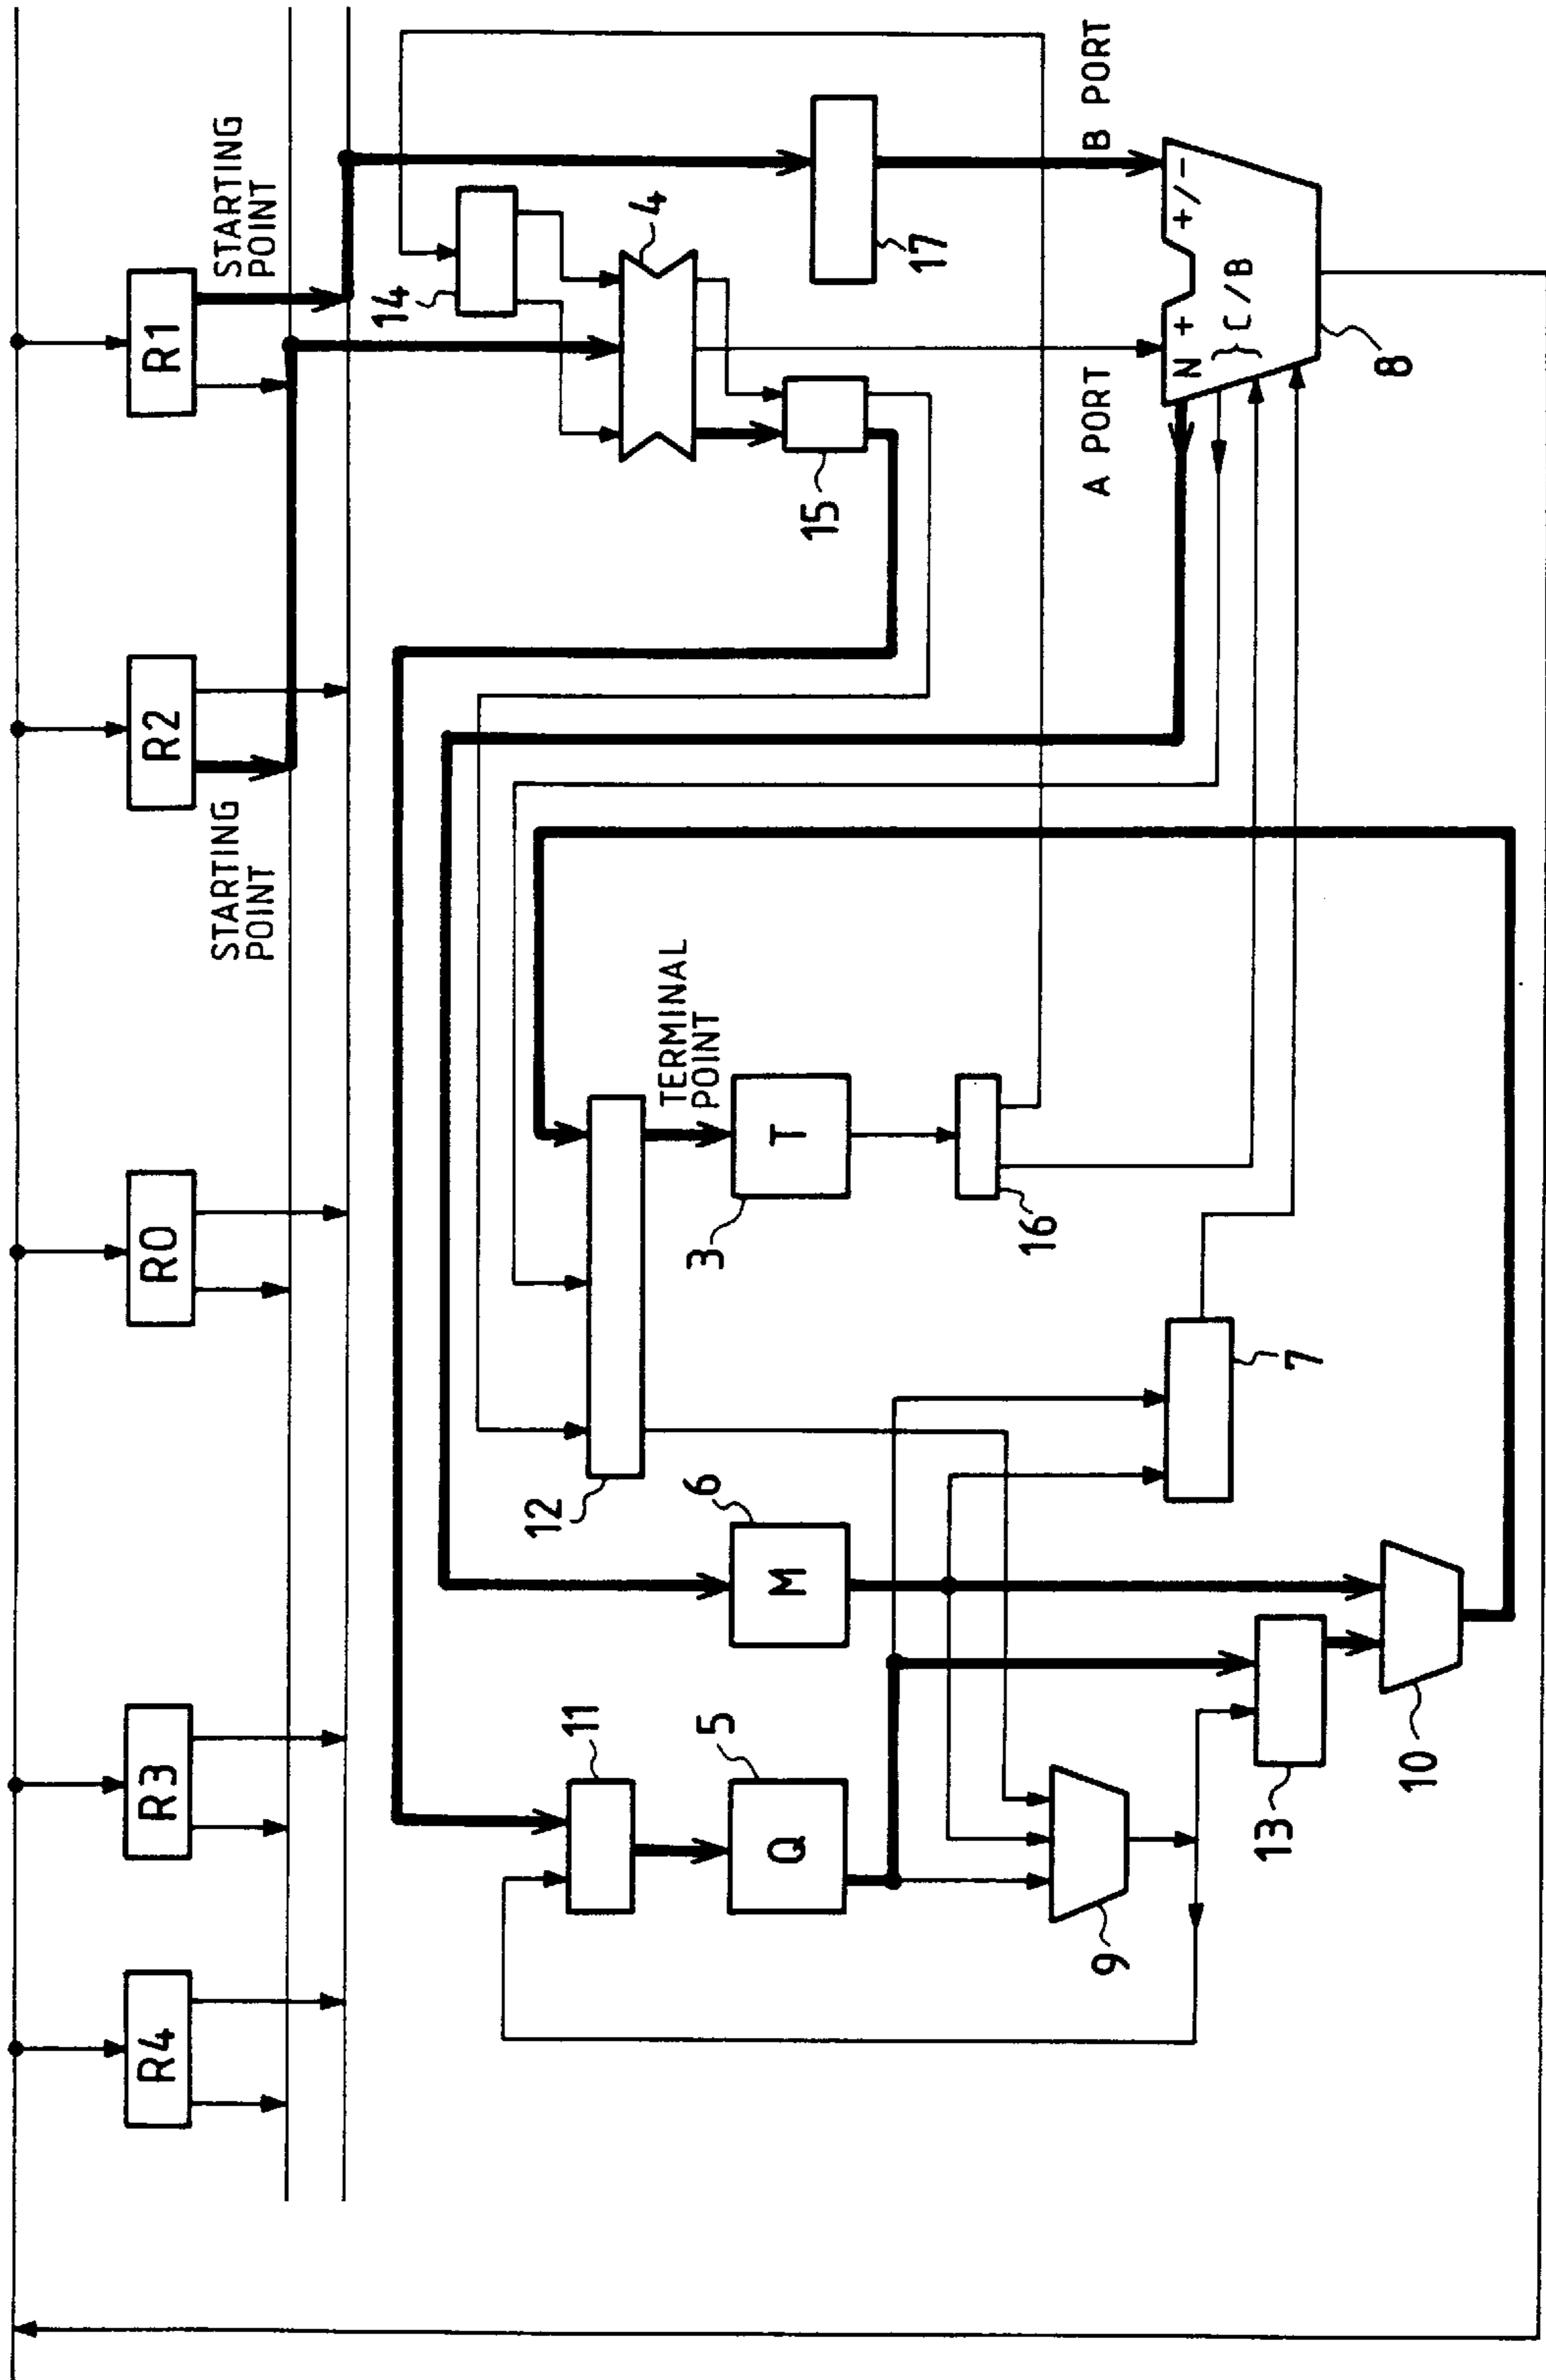 R4
R3
R0
R2
R1
STARTING
POINT
STARTING
POINT
14
4
17
15
A PORT
B PORT
N + +/-
} C/B
8
TERMINAL
POINT
12
T
3
16
6
M
7
11
5
Q
9
13
10